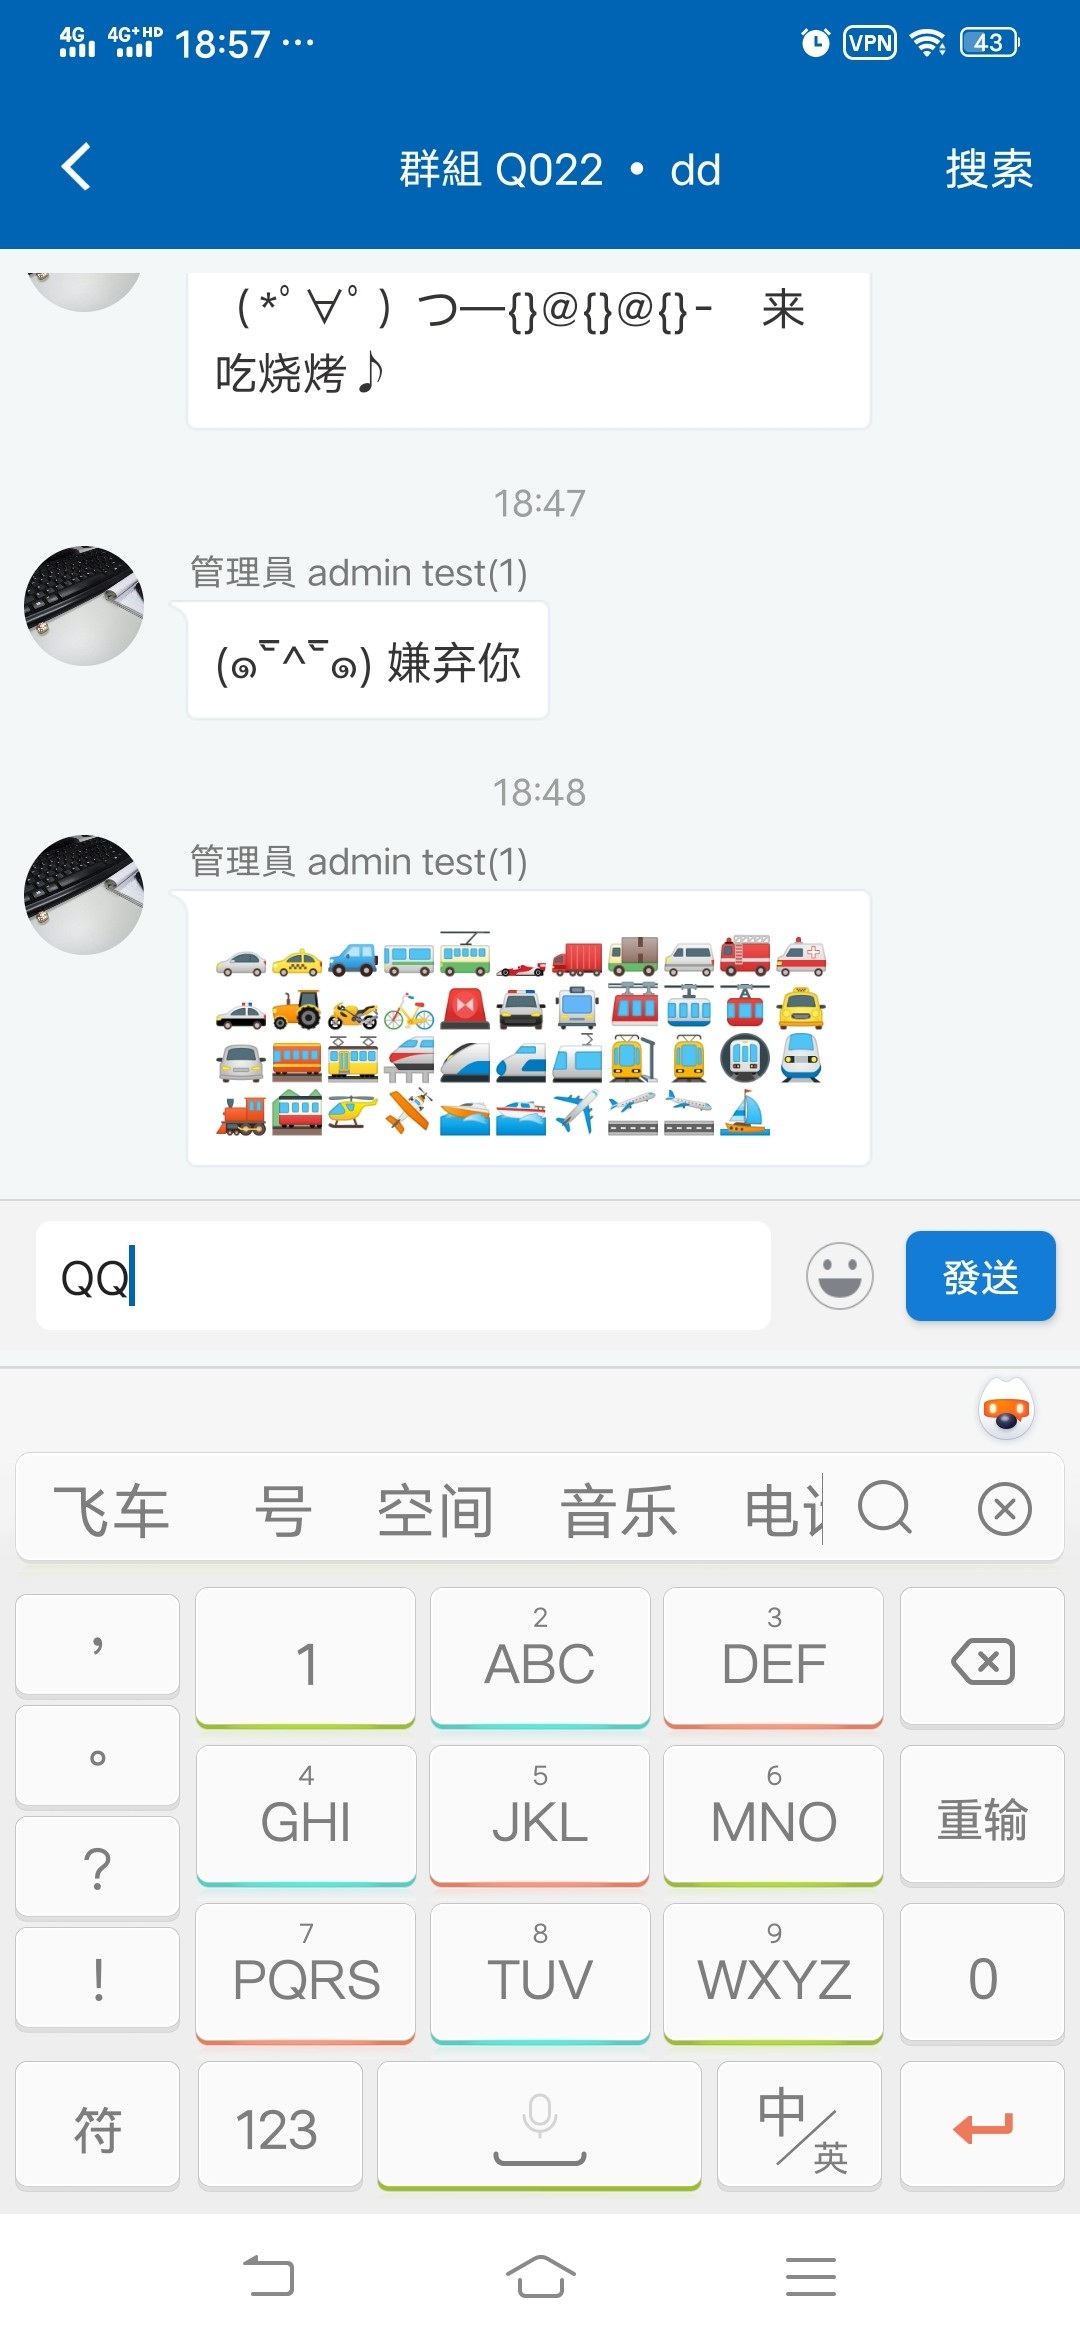 4G 4G+HD 18:57 ··· VPN 43
群組 Q022 • dd 搜索
(*ﾟ∀ﾟ)つ—{}@{}@{}- 来
吃烧烤♪
18:47
管理員 admin test(1)
(๑‾᷅^‾᷅๑) 嫌弃你
18:48
管理員 admin test(1)
QQ 發送
飞车 号 空间 音乐 电
, 1 2 ABC 3 DEF
。
4 GHI 5 JKL 6 MNO 重输
?
7 PQRS 8 TUV 9 WXYZ 0
!
符 123 中/英